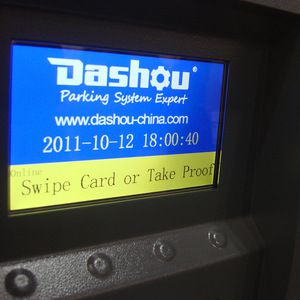 Dashou®
Parking System Expert
www.dashou-china.com
2011-10-12 18:00:40
Online
Swipe Card or Take Proof